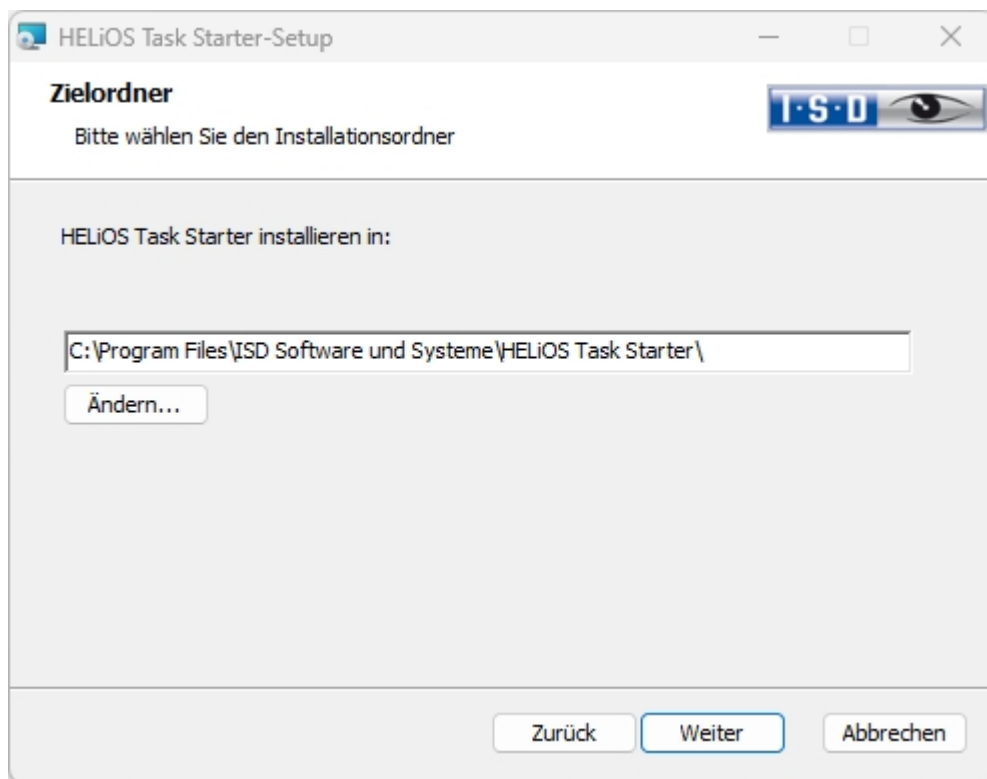 HELiOS Task Starter-Setup
Zielordner
I·S·D
Bitte wählen Sie den Installationsordner
HELiOS Task Starter installieren in:
C:\Program Files\ISD Software und Systeme\HELiOS Task Starter\
Ändern...
Zurück Weiter Abbrechen